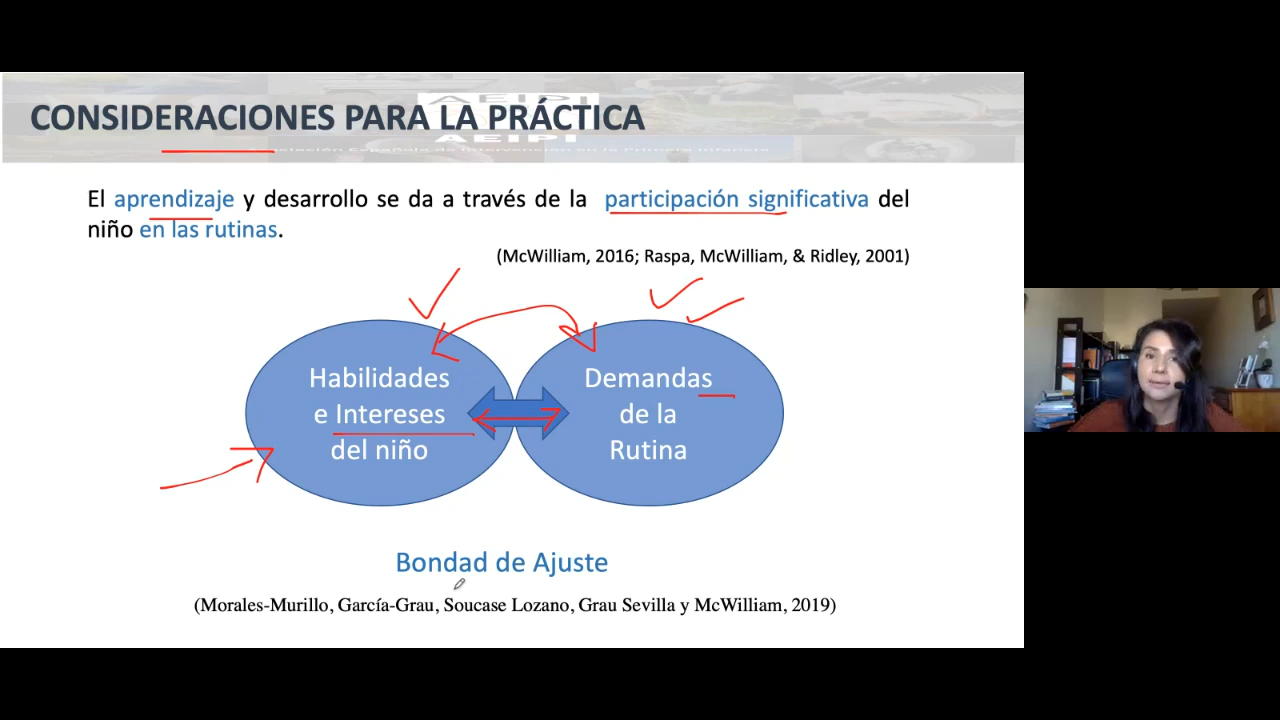 CONSIDERACIONES PARA LA PRÁCTICA
AEIPI
El aprendizaje y desarrollo se da a través de la participación significativa del
niño en las rutinas.
(McWilliam, 2016; Raspa, McWilliam, & Ridley, 2001)
Habilidades
e Intereses
del niño
Demandas
de la
Rutina
Bondad de Ajuste
(Morales-Murillo, García-Grau, Soucase Lozano, Grau Sevilla y McWilliam, 2019)